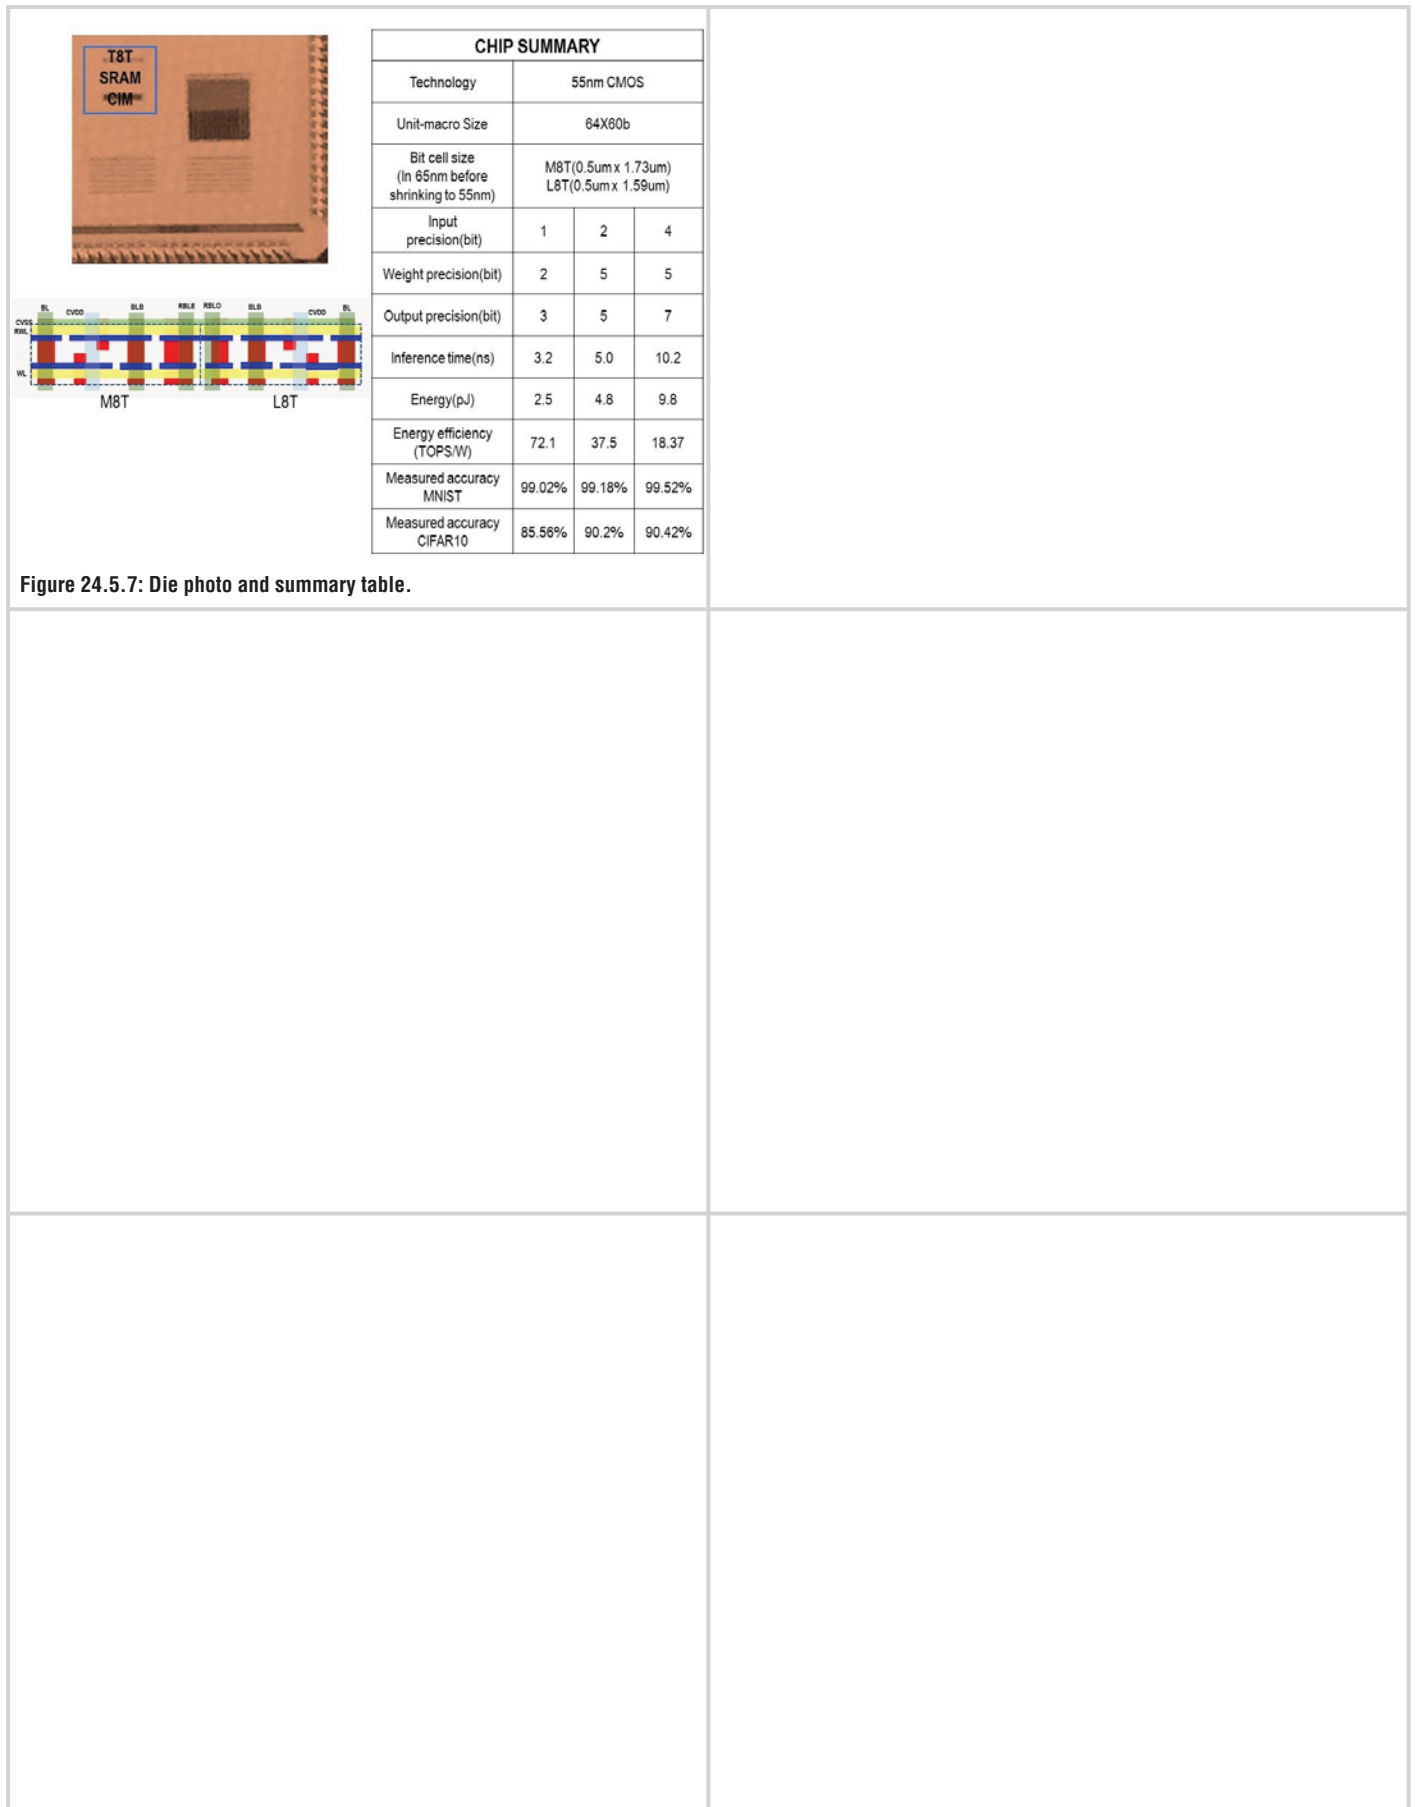 T8T
SRAM
CIM
BL
CVDD
BLB
RBLE
RBLO
BLB
CVDD
BL
CVSS
RWL
WL
M8T
L8T
CHIP SUMMARY
Technology 55nm CMOS
Unit-macro Size 64X60b
Bit cell size
(In 65nm before
shrinking to 55nm)
M8T(0.5um x 1.73um)
L8T(0.5um x 1.59um)
Input
precision(bit)
1 2 4
Weight precision(bit) 2 5 5
Output precision(bit) 3 5 7
Inference time(ns) 3.2 5.0 10.2
Energy(pJ) 2.5 4.8 9.8
Energy efficiency
(TOPS/W)
72.1 37.5 18.37
Measured accuracy
MNIST
99.02% 99.18% 99.52%
Measured accuracy
CIFAR10
85.56% 90.2% 90.42%
Figure 24.5.7: Die photo and summary table.